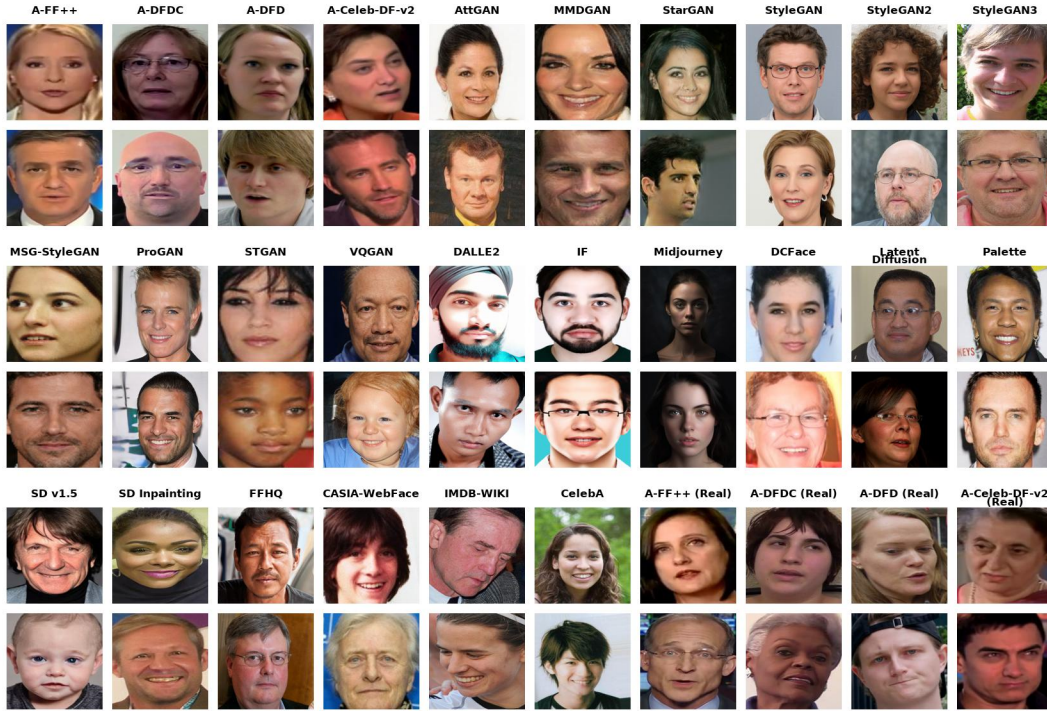 A-FF++
A-DFDC
A-DFD
A-Celeb-DF-v2
AttGAN
MMDGAN
StarGAN
StyleGAN
StyleGAN2
StyleGAN3
MSG-StyleGAN
ProGAN
STGAN
VQGAN
DALLE2
IF
Midjourney
DCFace
Latent
Diffusion
Palette
NEYS
SD v1.5
SD Inpainting
FFHQ
CASIA-WebFace
IMDB-WIKI
CelebA
A-FF++ (Real)
A-DFDC (Real)
A-DFD (Real)
A-Celeb-DF-v2
(Real)